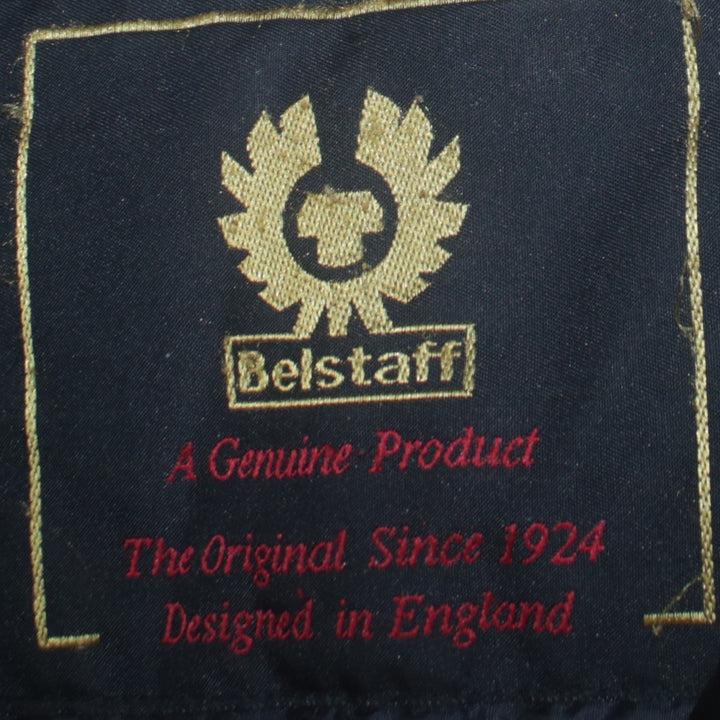 Belstaff
A Genuine Product
The Original Since 1924
Designed in England